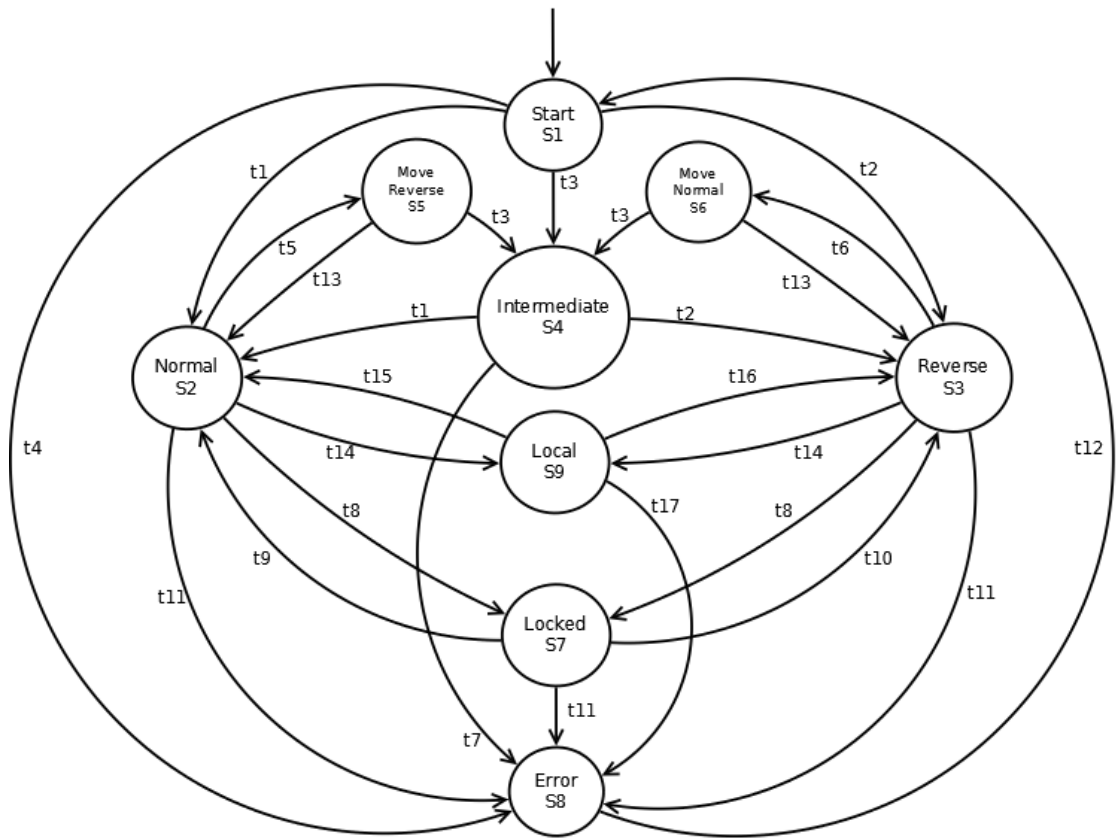 Start
S1
t1
Move
Reverse
S5
t3
Move
Normal
S6
t2
t3
t3
t5
t13
t6
t13
Intermediate
S4
t1
t2
Normal
S2
Reverse
S3
t15
t16
t4
t14
Local
S9
t14
t12
t8
t17
t8
t9
t10
t11
Locked
S7
t11
t11
t7
Error
S8